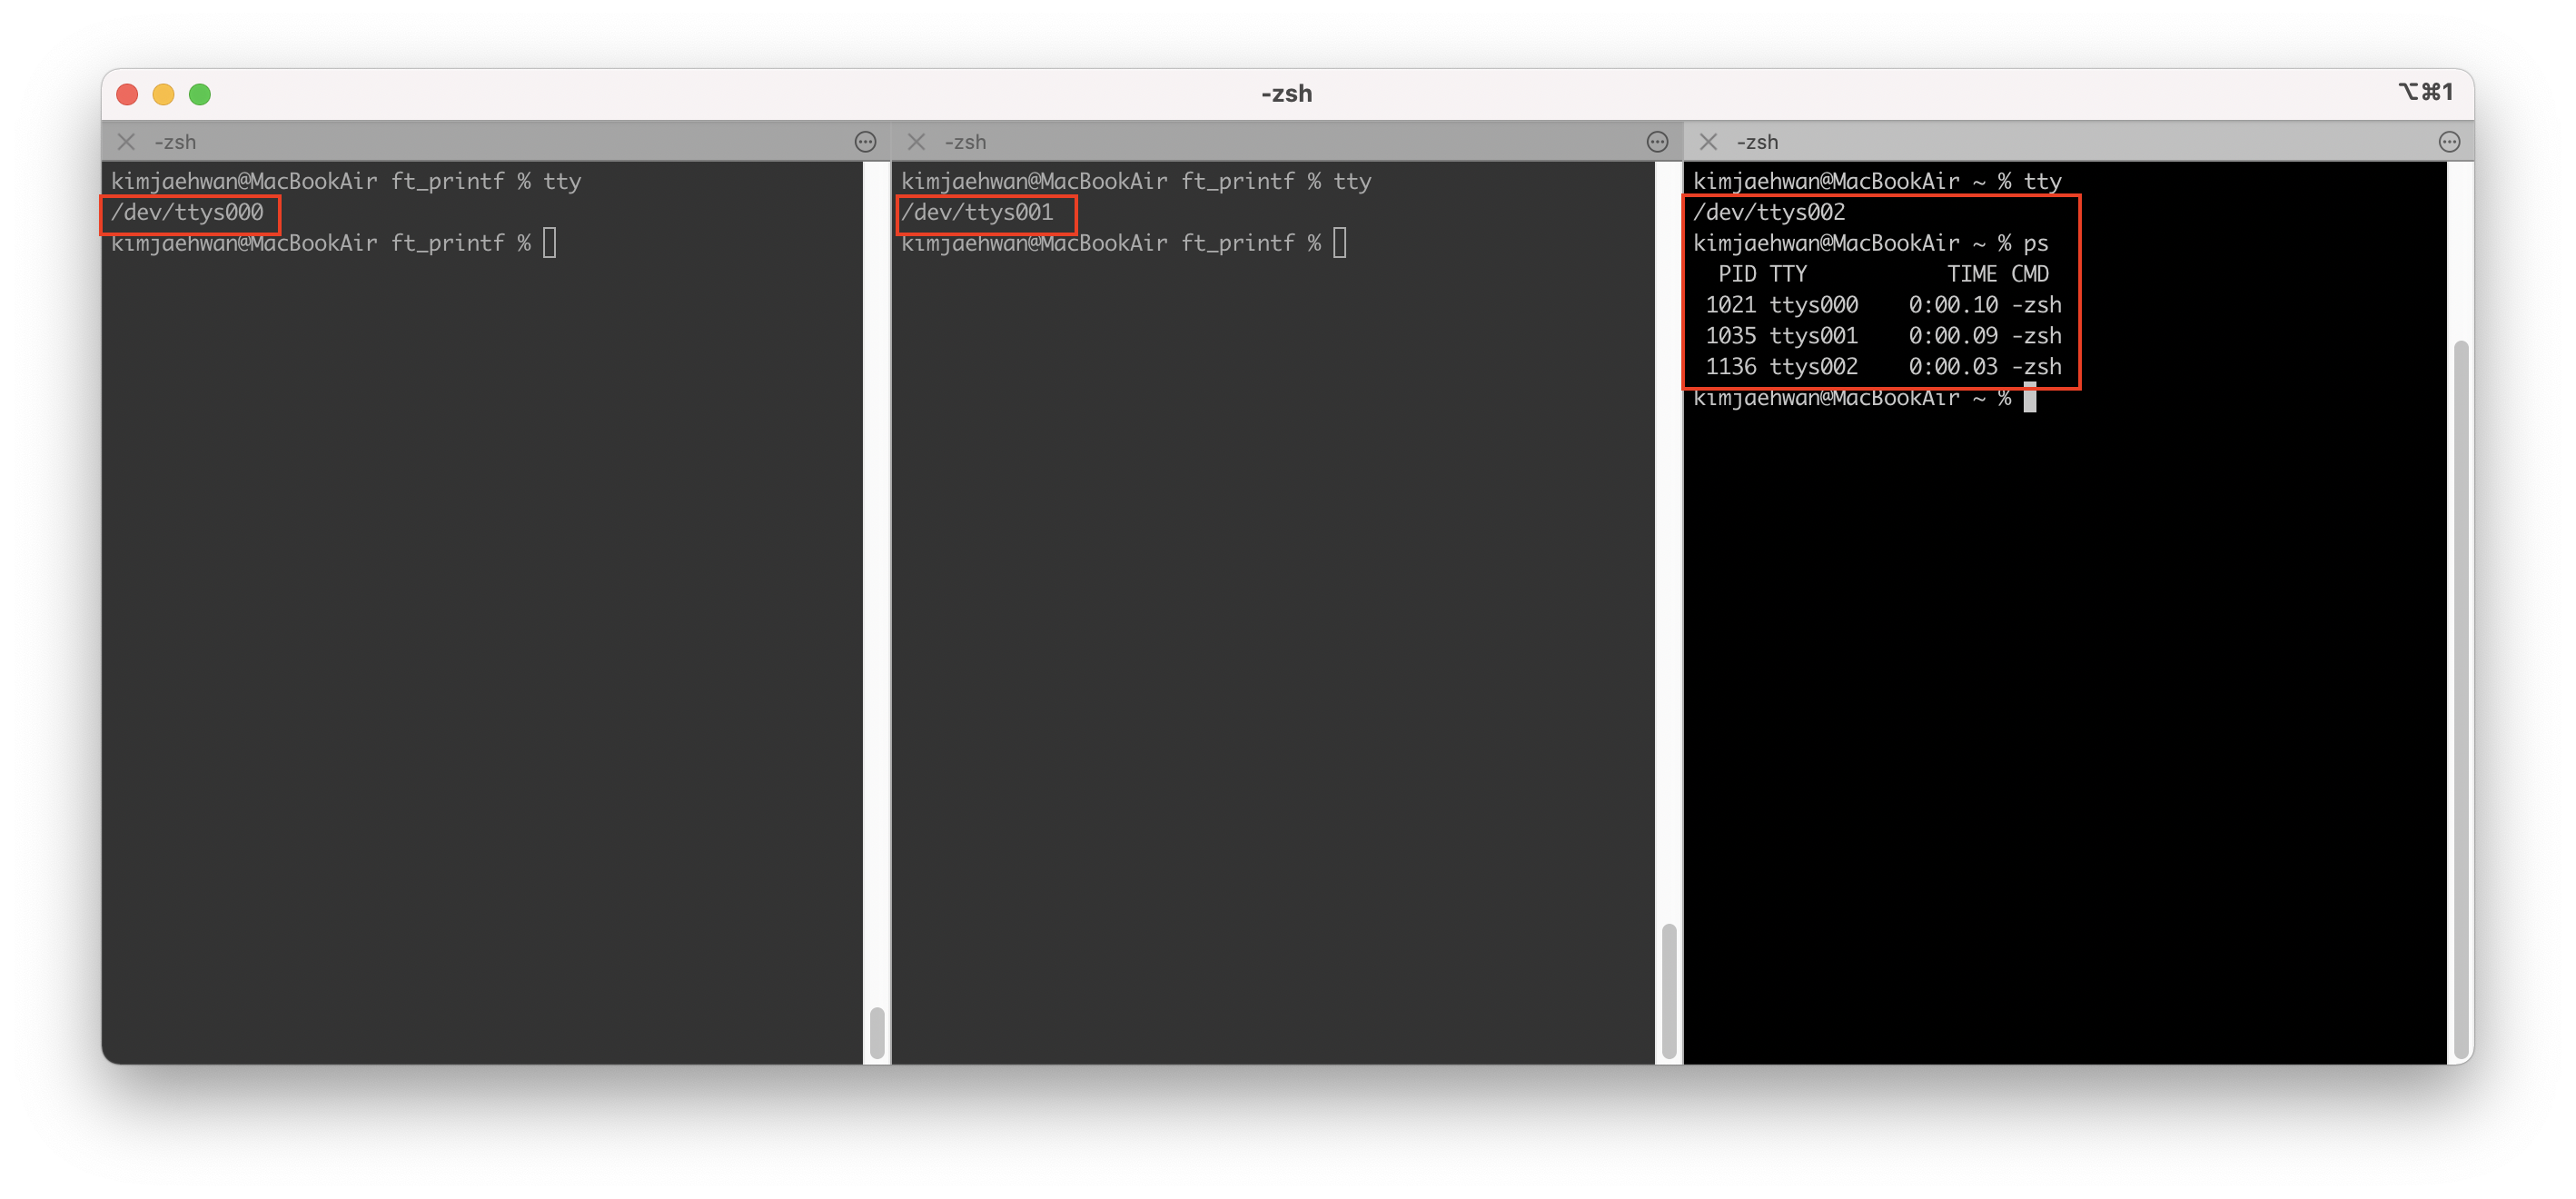 -zsh
⌥⌘1
-zsh
kimjaehwan@MacBookAir ft_printf % tty
/dev/ttys000
kimjaehwan@MacBookAir ft_printf %
-zsh
kimjaehwan@MacBookAir ft_printf % tty
/dev/ttys001
kimjaehwan@MacBookAir ft_printf %
-zsh
kimjaehwan@MacBookAir ~ % tty
/dev/ttys002
kimjaehwan@MacBookAir ~ % ps
  PID TTY           TIME CMD
 1021 ttys000    0:00.10 -zsh
 1035 ttys001    0:00.09 -zsh
 1136 ttys002    0:00.03 -zsh
kimjaehwan@MacBookAir ~ %